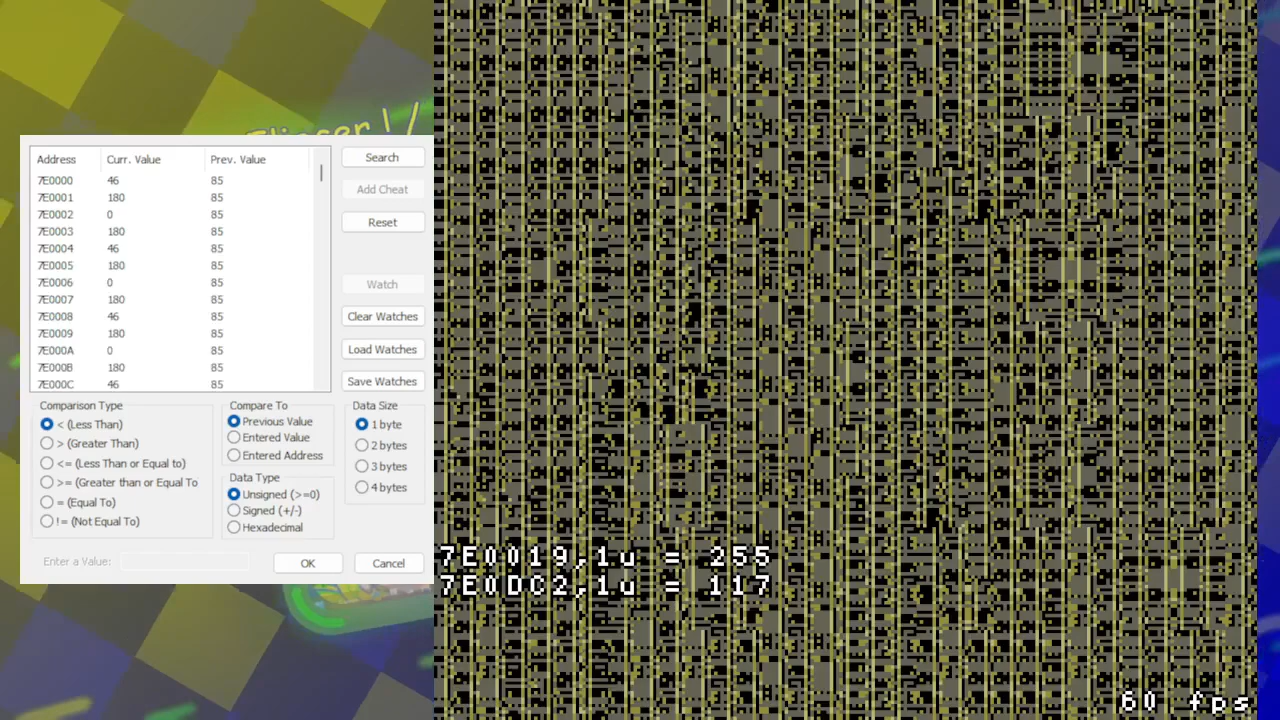 Address Curr. Value Prev. Value
7E0000 46 85
7E0001 180 85
7E0002 0 85
7E0003 180 85
7E0004 46 85
7E0005 180 85
7E0006 0 85
7E0007 180 85
7E0008 46 85
7E0009 180 85
7E000A 0 85
7E000B 180 85
7E000C 46 85
Search
Add Cheat
Reset
Watch
Clear Watches
Load Watches
Save Watches
Comparison Type
< (Less Than)
> (Greater Than)
<= (Less Than or Equal to)
>= (Greater than or Equal To
= (Equal To)
!= (Not Equal To)
Compare To
Previous Value
Entered Value
Entered Address
Data Type
Unsigned (>=0)
Signed (+/-)
Hexadecimal
Data Size
1 byte
2 bytes
3 bytes
4 bytes
Enter a Value:
OK
Cancel
7E0019,1u = 255
7E0DC2,1u = 117
60 fps